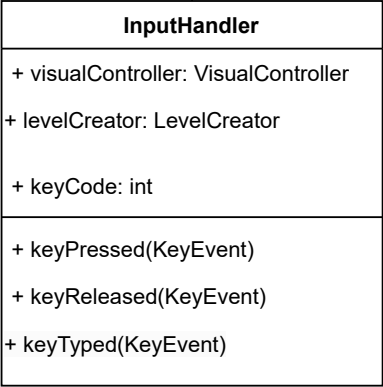 InputHandler
+ visualController: VisualController
+ levelCreator: LevelCreator
+ keyCode: int
+ keyPressed(KeyEvent)
+ keyReleased(KeyEvent)
+ keyTyped(KeyEvent)